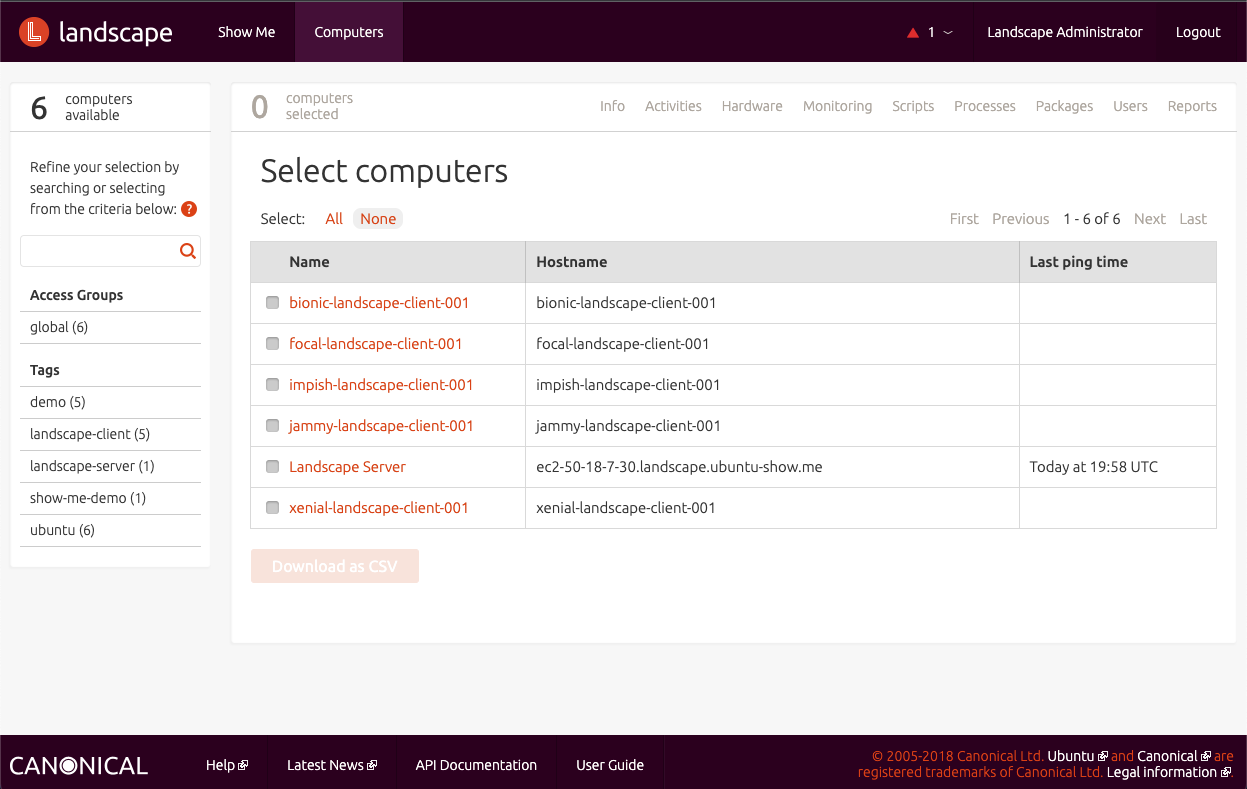 landscape Show Me Computers 1 Landscape Administrator Logout
6 computers available
Refine your selection by
searching or selecting
from the criteria below: ?
Access Groups
global (6)
Tags
demo (5)
landscape-client (5)
landscape-server (1)
show-me-demo (1)
ubuntu (6)
0 computers selected
Info Activities Hardware Monitoring Scripts Processes Packages Users Reports
Select computers
Select: All None First Previous 1 - 6 of 6 Next Last
Name Hostname Last ping time
bionic-landscape-client-001 bionic-landscape-client-001
focal-landscape-client-001 focal-landscape-client-001
impish-landscape-client-001 impish-landscape-client-001
jammy-landscape-client-001 jammy-landscape-client-001
Landscape Server ec2-50-18-7-30.landscape.ubuntu-show.me Today at 19:58 UTC
xenial-landscape-client-001 xenial-landscape-client-001
Download as CSV
CANONICAL Help Latest News API Documentation User Guide
© 2005-2018 Canonical Ltd. Ubuntu and Canonical are
registered trademarks of Canonical Ltd. Legal information.